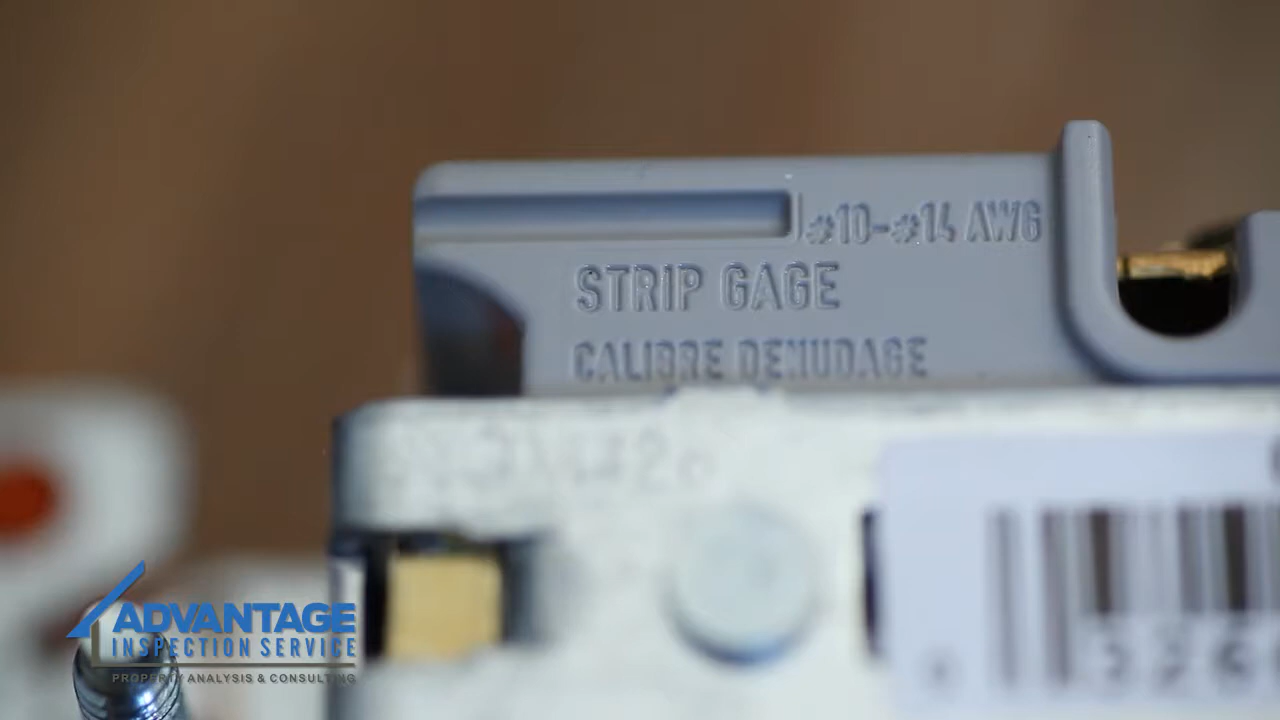 #10-#14 AWG
STRIP GAGE
CALIBRE DENUDAGE
ADVANTAGE
INSPECTION SERVICE
PROPERTY ANALYSIS & CONSULTING